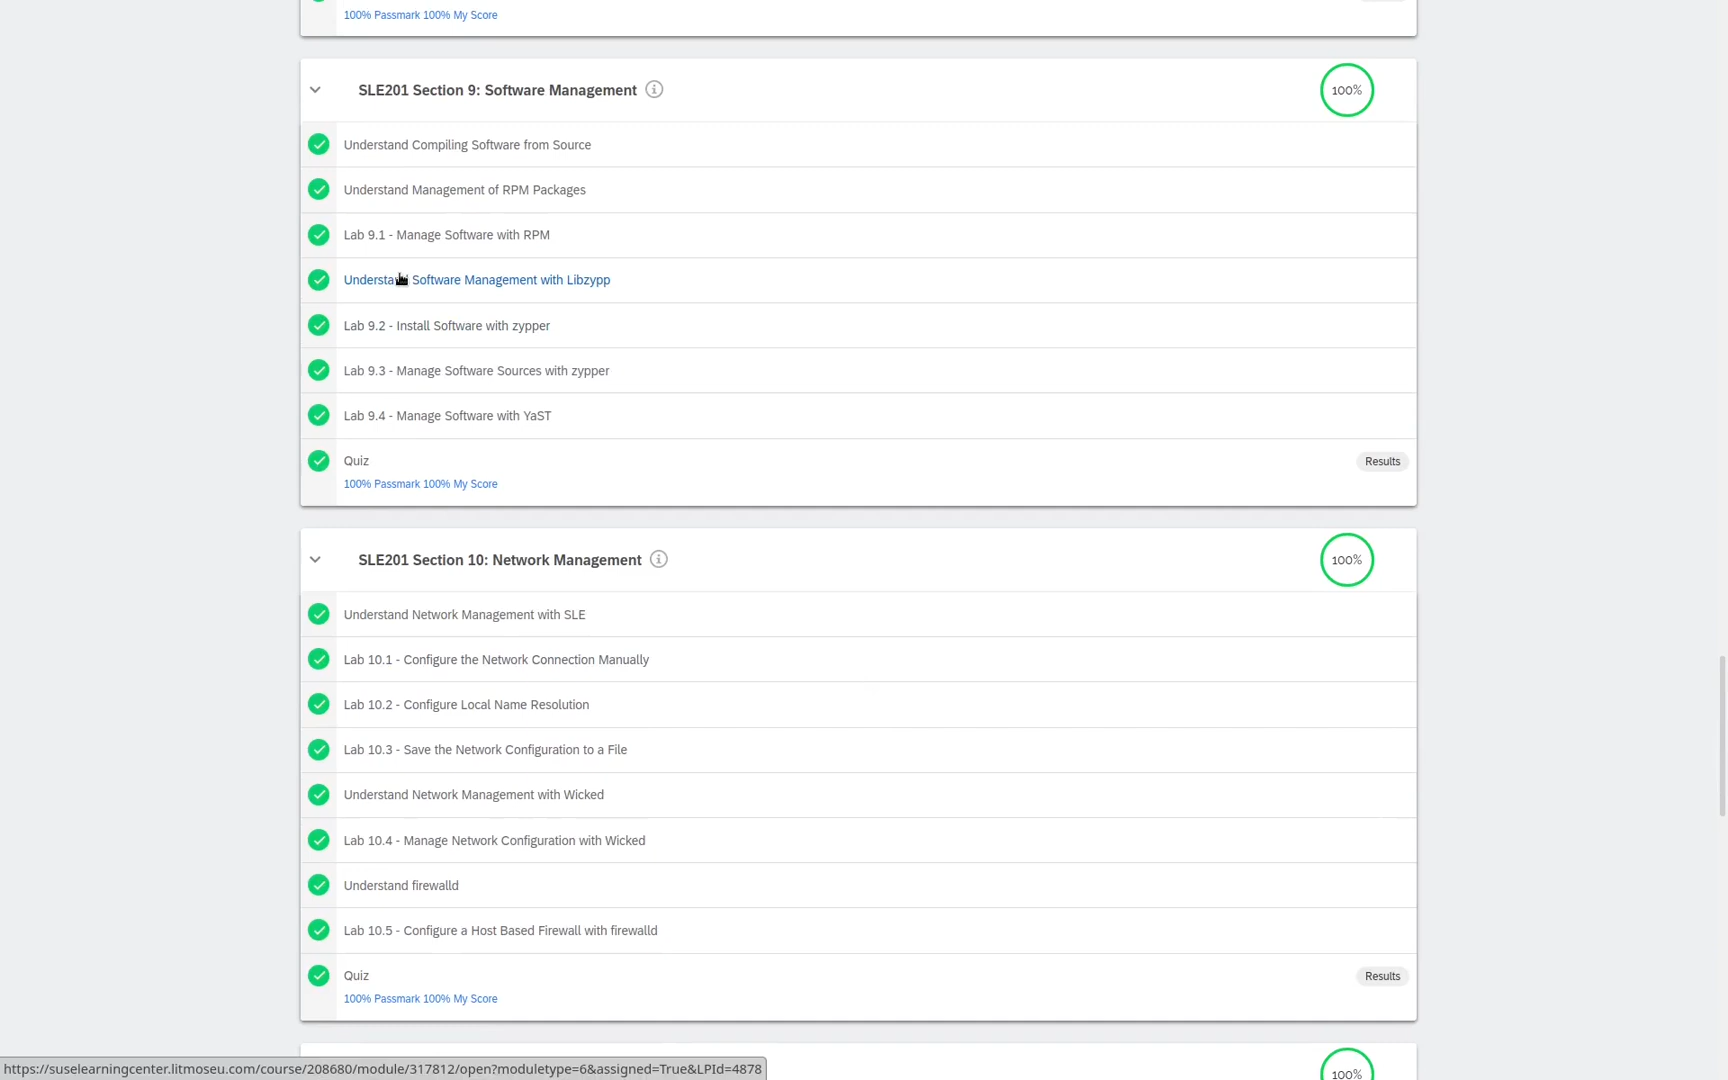 100% Passmark 100% My Score
SLE201 Section 9: Software Management
100%
Understand Compiling Software from Source
Understand Management of RPM Packages
Lab 9.1 - Manage Software with RPM
Understand Software Management with Libzypp
Lab 9.2 - Install Software with zypper
Lab 9.3 - Manage Software Sources with zypper
Lab 9.4 - Manage Software with YaST
Quiz
Results
100% Passmark 100% My Score
SLE201 Section 10: Network Management
100%
Understand Network Management with SLE
Lab 10.1 - Configure the Network Connection Manually
Lab 10.2 - Configure Local Name Resolution
Lab 10.3 - Save the Network Configuration to a File
Understand Network Management with Wicked
Lab 10.4 - Manage Network Configuration with Wicked
Understand firewalld
Lab 10.5 - Configure a Host Based Firewall with firewalld
Quiz
Results
100% Passmark 100% My Score
100%
https://suselearningcenter.litmoseu.com/course/208680/module/317812/open?moduletype=6&assigned=True&LPId=4878